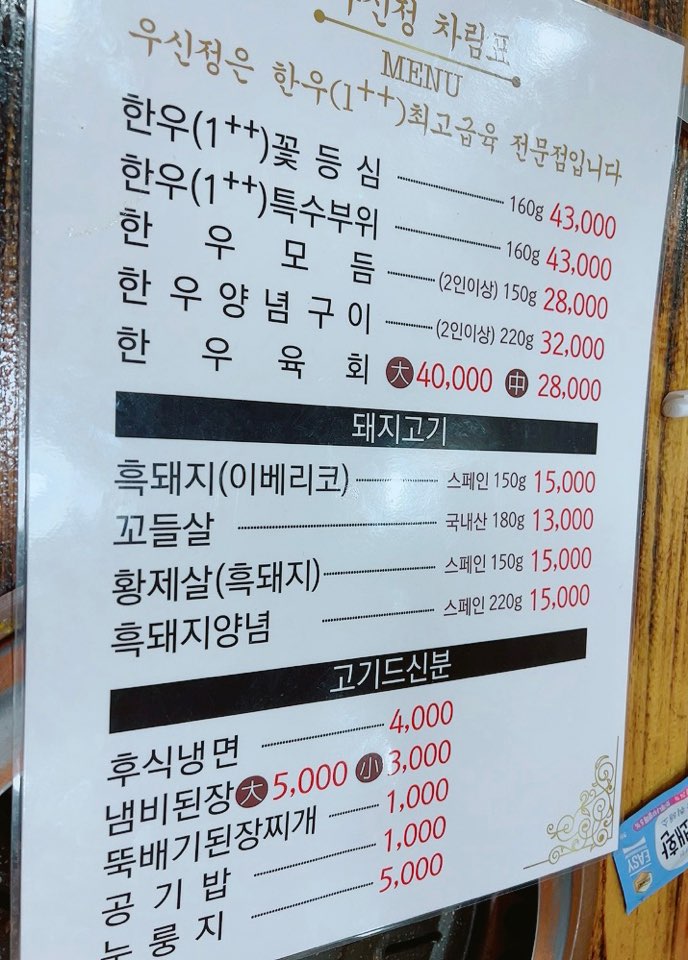 우신정 차림표
MENU
우신정은 한우(1++)최고급육 전문점입니다
한우(1++)꽃등심 160g 43,000
한우(1++)특수부위 160g 43,000
한우모듬 (2인이상) 150g 28,000
한우양념구이 (2인이상) 220g 32,000
한우육회 大 40,000 中 28,000
돼지고기
흑돼지(이베리코) 스페인 150g 15,000
꼬들살 국내산 180g 13,000
황제살(흑돼지) 스페인 150g 15,000
흑돼지양념 스페인 220g 15,000
고기드신분
후식냉면 4,000
냄비된장 大 5,000 小 3,000
뚝배기된장찌개 1,000
공기밥 1,000
누룽지 5,000
EASY